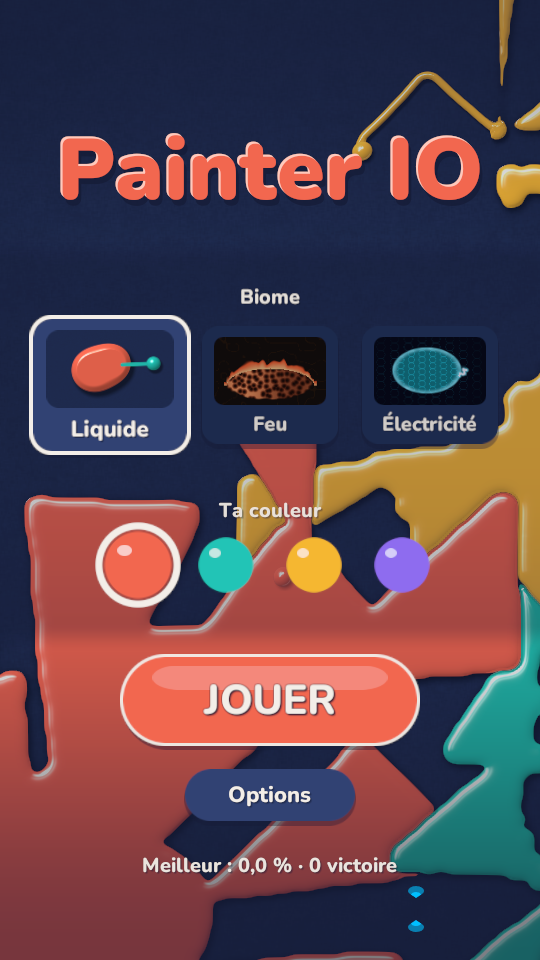 Painter IO
Biome
Liquide
Feu
Électricité
Ta couleur
JOUER
Options
Meilleur : 0,0 % · 0 victoire